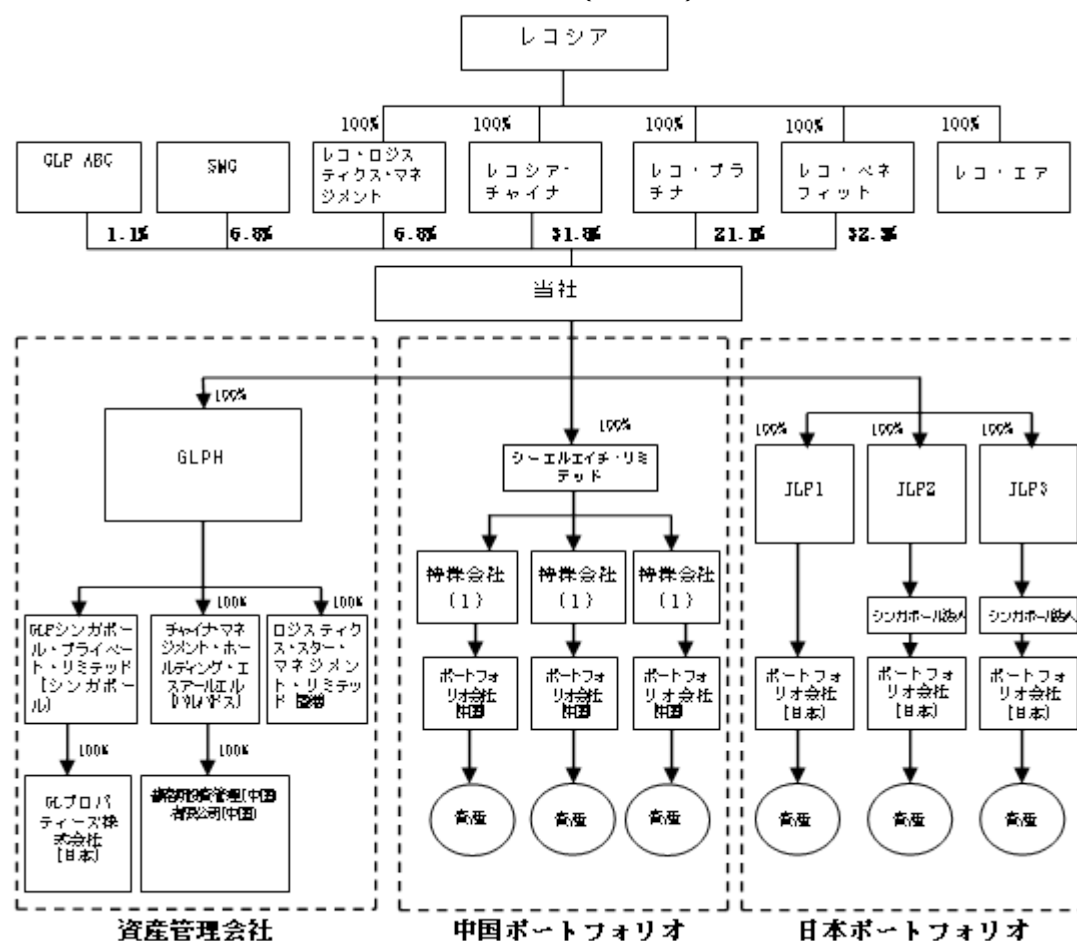 レコシア
100% 100% 100% 100% 100%
GLP ABC
SMG
レコ・ロジス
ティクス・マネ
ジメント
レコシア・
チャイナ
レコ・プラ
チナ
レコ・ベネ
フィット
レコ・エア
1.1% 6.8% 6.8% 31.8% 21.1% 32.3%
当社
100%
GLPH
100%
GLPシンガポー
ル・プライベー
ト・リミテッド
[シンガポー
ル]
100%
チャイナ・マネ
ジメント・ホー
ルディング・エ
スアールエル
[バルバドス]
100%
ロジスティク
ス・スター・
マネジメン
ト・リミテッ
ド
100%
GLプロパ
ティーズ株
式会社
[日本]
100%
投資管理(中国)
有限公司[中国]
資産管理会社
100%
シーエルエイチ・リミ
テッド
持株会社
(1)
持株会社
(1)
持株会社
(1)
ポートフォ
リオ会社
[中国]
ポートフォ
リオ会社
[中国]
ポートフォ
リオ会社
[中国]
資産 資産 資産
中国ポートフォリオ
100%
100% 100% 100%
JLP1 JLP2 JLP3
シンガポール法人 シンガポール法人
ポートフォ
リオ会社
[日本]
ポートフォ
リオ会社
[日本]
ポートフォ
リオ会社
[日本]
資産 資産 資産
日本ポートフォリオ